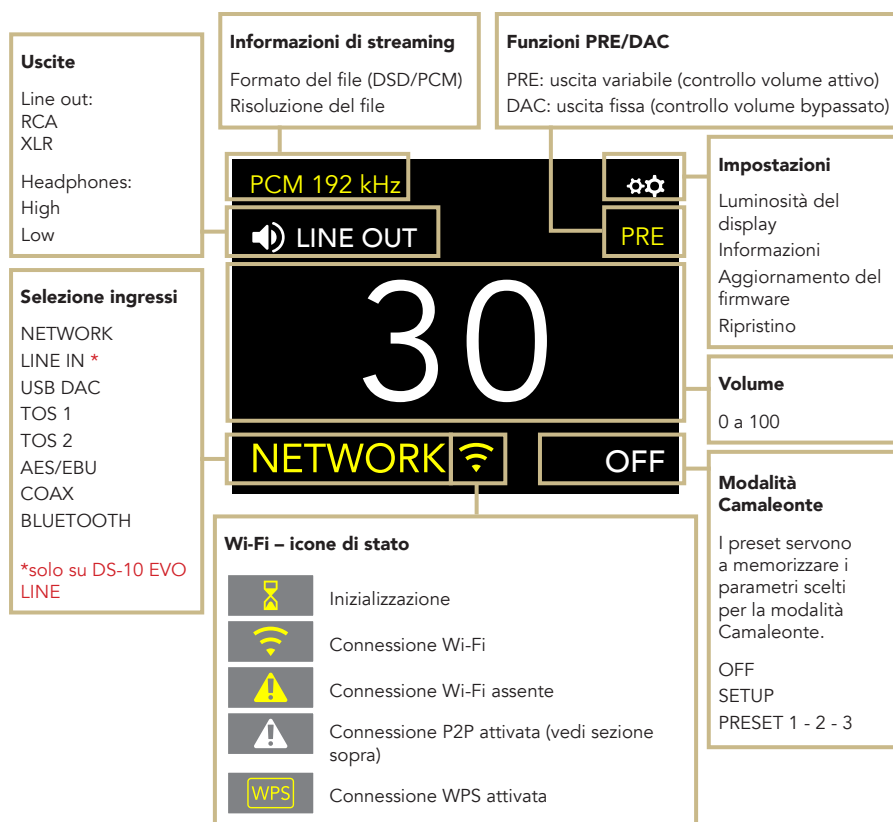 Informazioni di streaming
Formato del file (DSD/PCM)
Risoluzione del file
Funzioni PRE/DAC
PRE: uscita variabile (controllo volume attivo)
DAC: uscita fissa (controllo volume bypassato)
Uscite
Line out:
RCA
XLR
Headphones:
High
Low
PCM 192 kHz
LINE OUT
PRE
30
NETWORK
OFF
Impostazioni
Luminosità del
display
Informazioni
Aggiornamento del
firmware
Ripristino
Selezione ingressi
NETWORK
LINE IN *
USB DAC
TOS 1
TOS 2
AES/EBU
COAX
BLUETOOTH
*solo su DS-10 EVO
LINE
Volume
0 a 100
Modalità
Camaleonte
I preset servono
a memorizzare i
parametri scelti
per la modalità
Camaleonte.
OFF
SETUP
PRESET 1 - 2 - 3
Wi-Fi – icone di stato
Inizializzazione
Connessione Wi-Fi
Connessione Wi-Fi assente
Connessione P2P attivata (vedi sezione
sopra)
WPS
Connessione WPS attivata